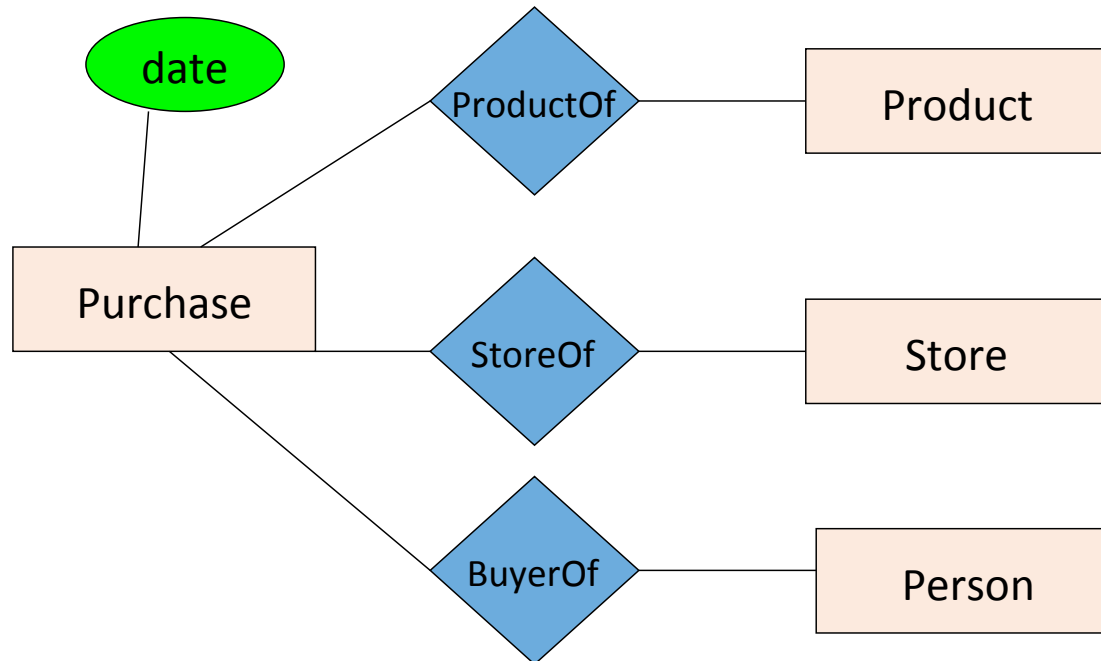 date
ProductOf
Product
Purchase
StoreOf
Store
BuyerOf
Person